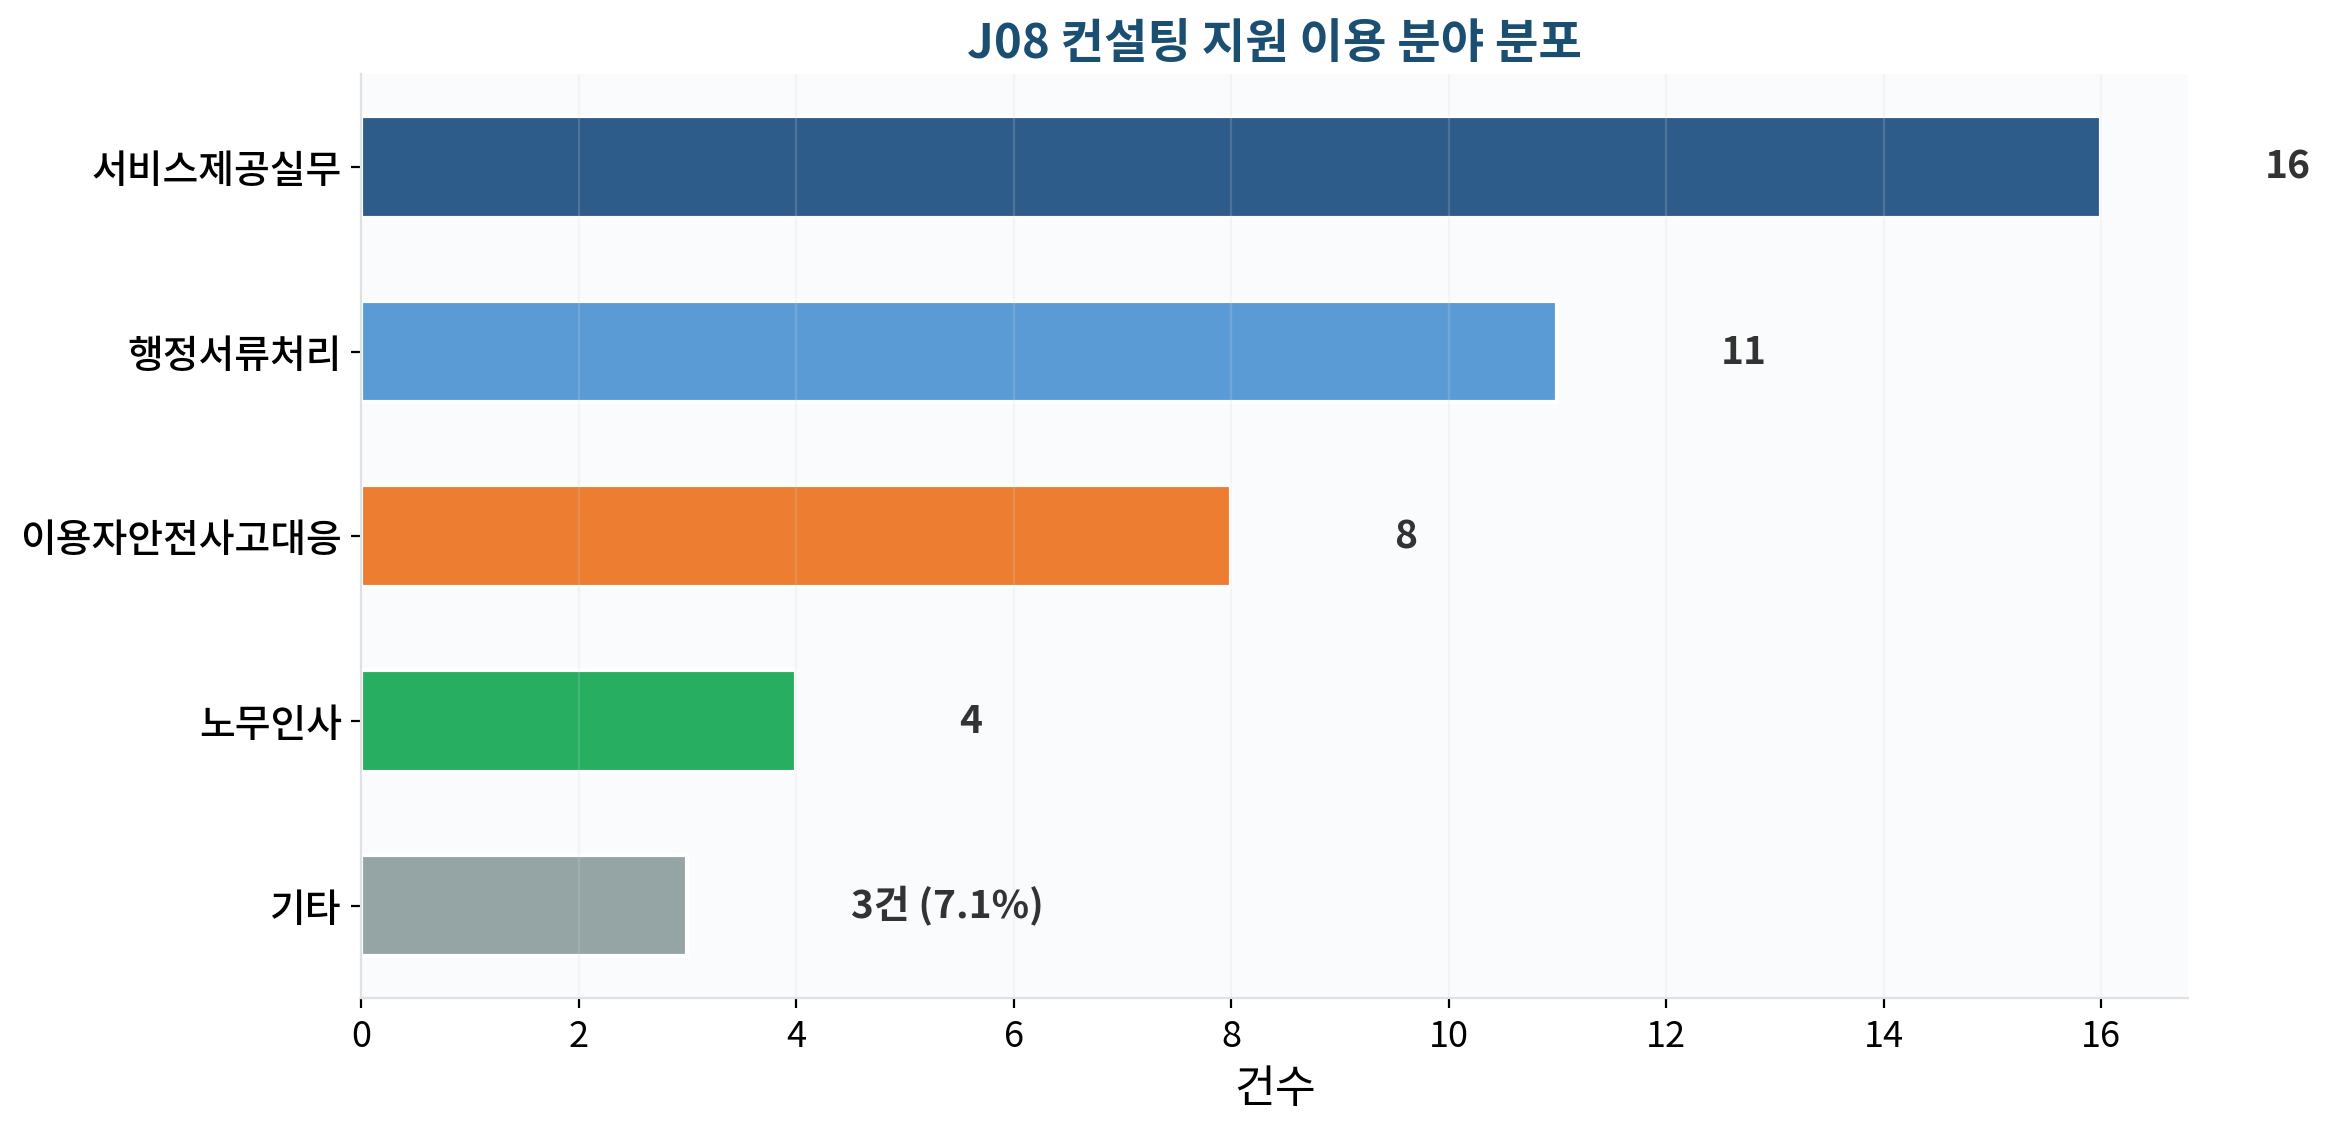 J08 컨설팅 지원 이용 분야 분포
서비스제공실무 16
행정서류처리 11
이용자안전사고대응 8
노무인사 4
기타 3건 (7.1%)
0 2 4 6 8 10 12 14 16
건수